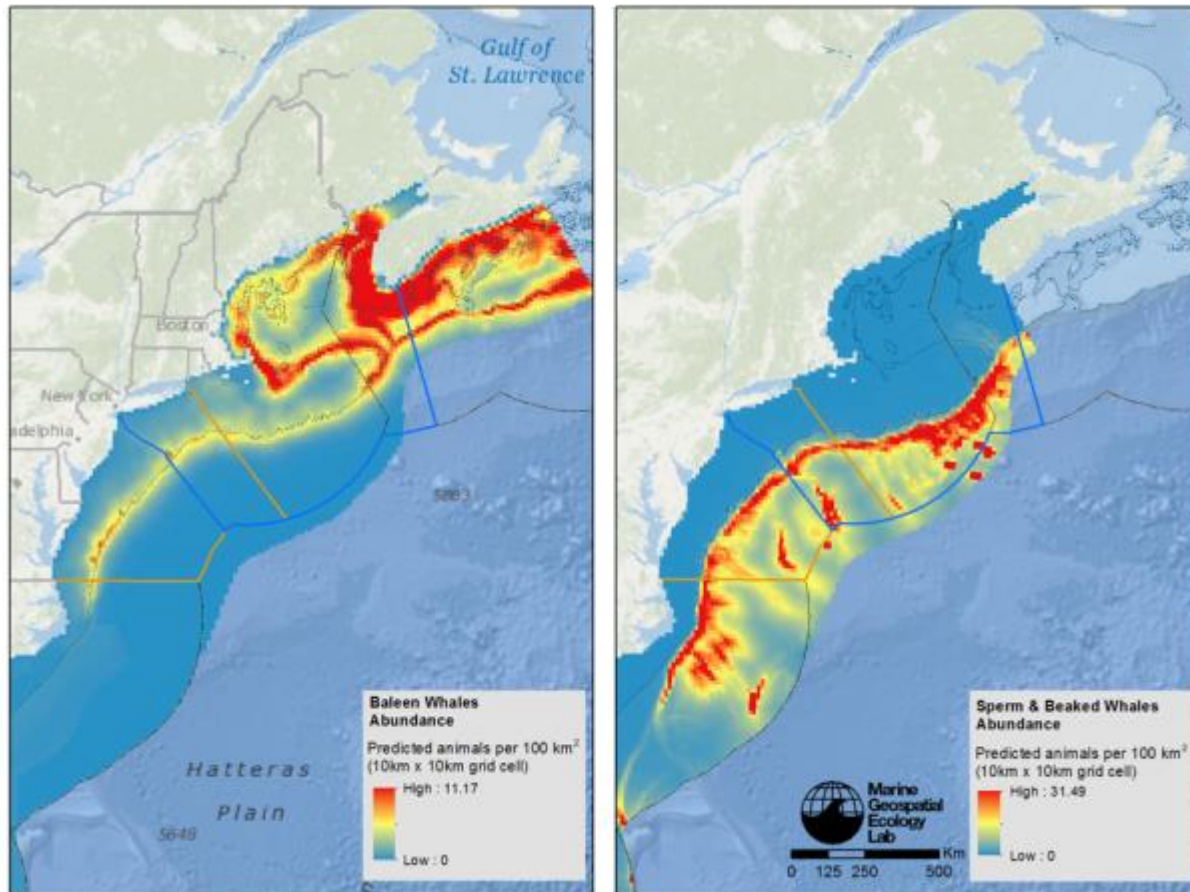 Gulf of
St. Lawrence
Boston
New York
adelphia
5003
Hatteras
Plain
5648
Baleen Whales
Abundance
Predicted animals per 100 km²
(10km x 10km grid cell)
High : 11.17
Low : 0
Sperm & Beaked Whales
Abundance
Predicted animals per 100 km²
(10km x 10km grid cell)
High : 31.49
Low : 0
Marine
Geospatial
Ecology
Lab
Km
0 125 250 500